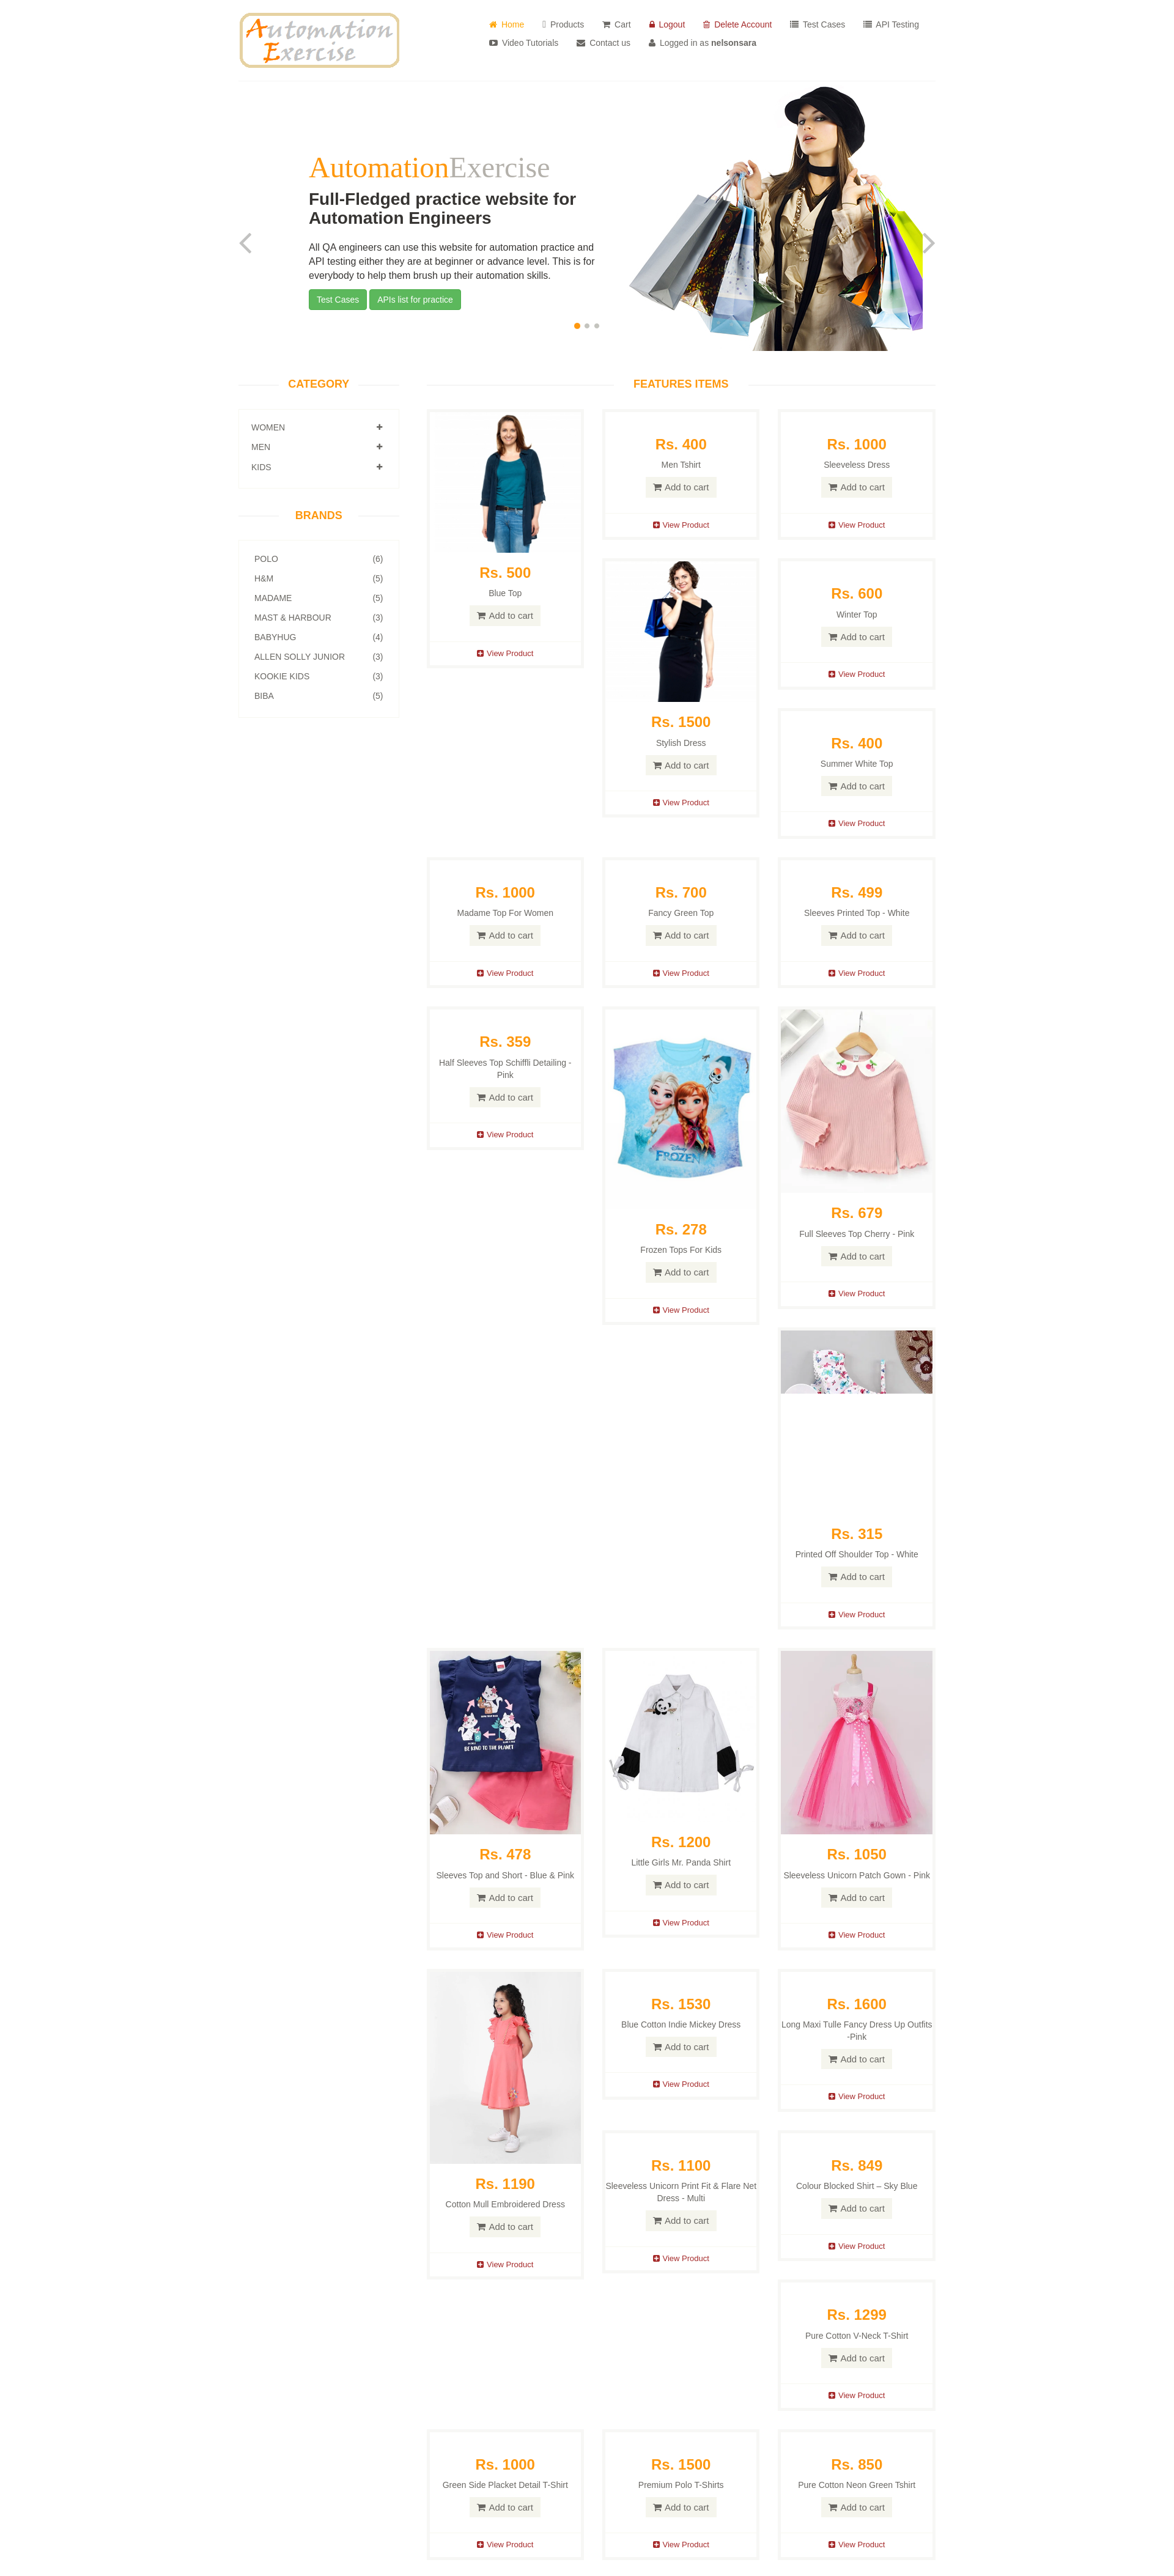 Automation
Exercise
Home Products Cart Logout Delete Account Test Cases API Testing
Video Tutorials Contact us Logged in as nelsonsara
AutomationExercise
Full-Fledged practice website for
Automation Engineers
All QA engineers can use this website for automation practice and
API testing either they are at beginner or advance level. This is for
everybody to help them brush up their automation skills.
Test Cases APIs list for practice
CATEGORY
WOMEN
MEN
KIDS
BRANDS
POLO (6)
H&M (5)
MADAME (5)
MAST & HARBOUR (3)
BABYHUG (4)
ALLEN SOLLY JUNIOR (3)
KOOKIE KIDS (3)
BIBA (5)
FEATURES ITEMS
Rs. 500
Blue Top
Add to cart
View Product
Rs. 400
Men Tshirt
Add to cart
View Product
Rs. 1000
Sleeveless Dress
Add to cart
View Product
Rs. 1500
Stylish Dress
Add to cart
View Product
Rs. 600
Winter Top
Add to cart
View Product
Rs. 400
Summer White Top
Add to cart
View Product
Rs. 1000
Madame Top For Women
Add to cart
View Product
Rs. 700
Fancy Green Top
Add to cart
View Product
Rs. 499
Sleeves Printed Top - White
Add to cart
View Product
Rs. 359
Half Sleeves Top Schiffli Detailing -
Pink
Add to cart
View Product
Disney
FROZEN
Rs. 278
Frozen Tops For Kids
Add to cart
View Product
Rs. 679
Full Sleeves Top Cherry - Pink
Add to cart
View Product
Rs. 315
Printed Off Shoulder Top - White
Add to cart
View Product
BE KIND TO THE PLANET
Rs. 478
Sleeves Top and Short - Blue & Pink
Add to cart
View Product
Rs. 1200
Little Girls Mr. Panda Shirt
Add to cart
View Product
Rs. 1050
Sleeveless Unicorn Patch Gown - Pink
Add to cart
View Product
Rs. 1190
Cotton Mull Embroidered Dress
Add to cart
View Product
Rs. 1530
Blue Cotton Indie Mickey Dress
Add to cart
View Product
Rs. 1600
Long Maxi Tulle Fancy Dress Up Outfits
-Pink
Add to cart
View Product
Rs. 1100
Sleeveless Unicorn Print Fit & Flare Net
Dress - Multi
Add to cart
View Product
Rs. 849
Colour Blocked Shirt – Sky Blue
Add to cart
View Product
Rs. 1299
Pure Cotton V-Neck T-Shirt
Add to cart
View Product
Rs. 1000
Green Side Placket Detail T-Shirt
Add to cart
View Product
Rs. 1500
Premium Polo T-Shirts
Add to cart
View Product
Rs. 850
Pure Cotton Neon Green Tshirt
Add to cart
View Product